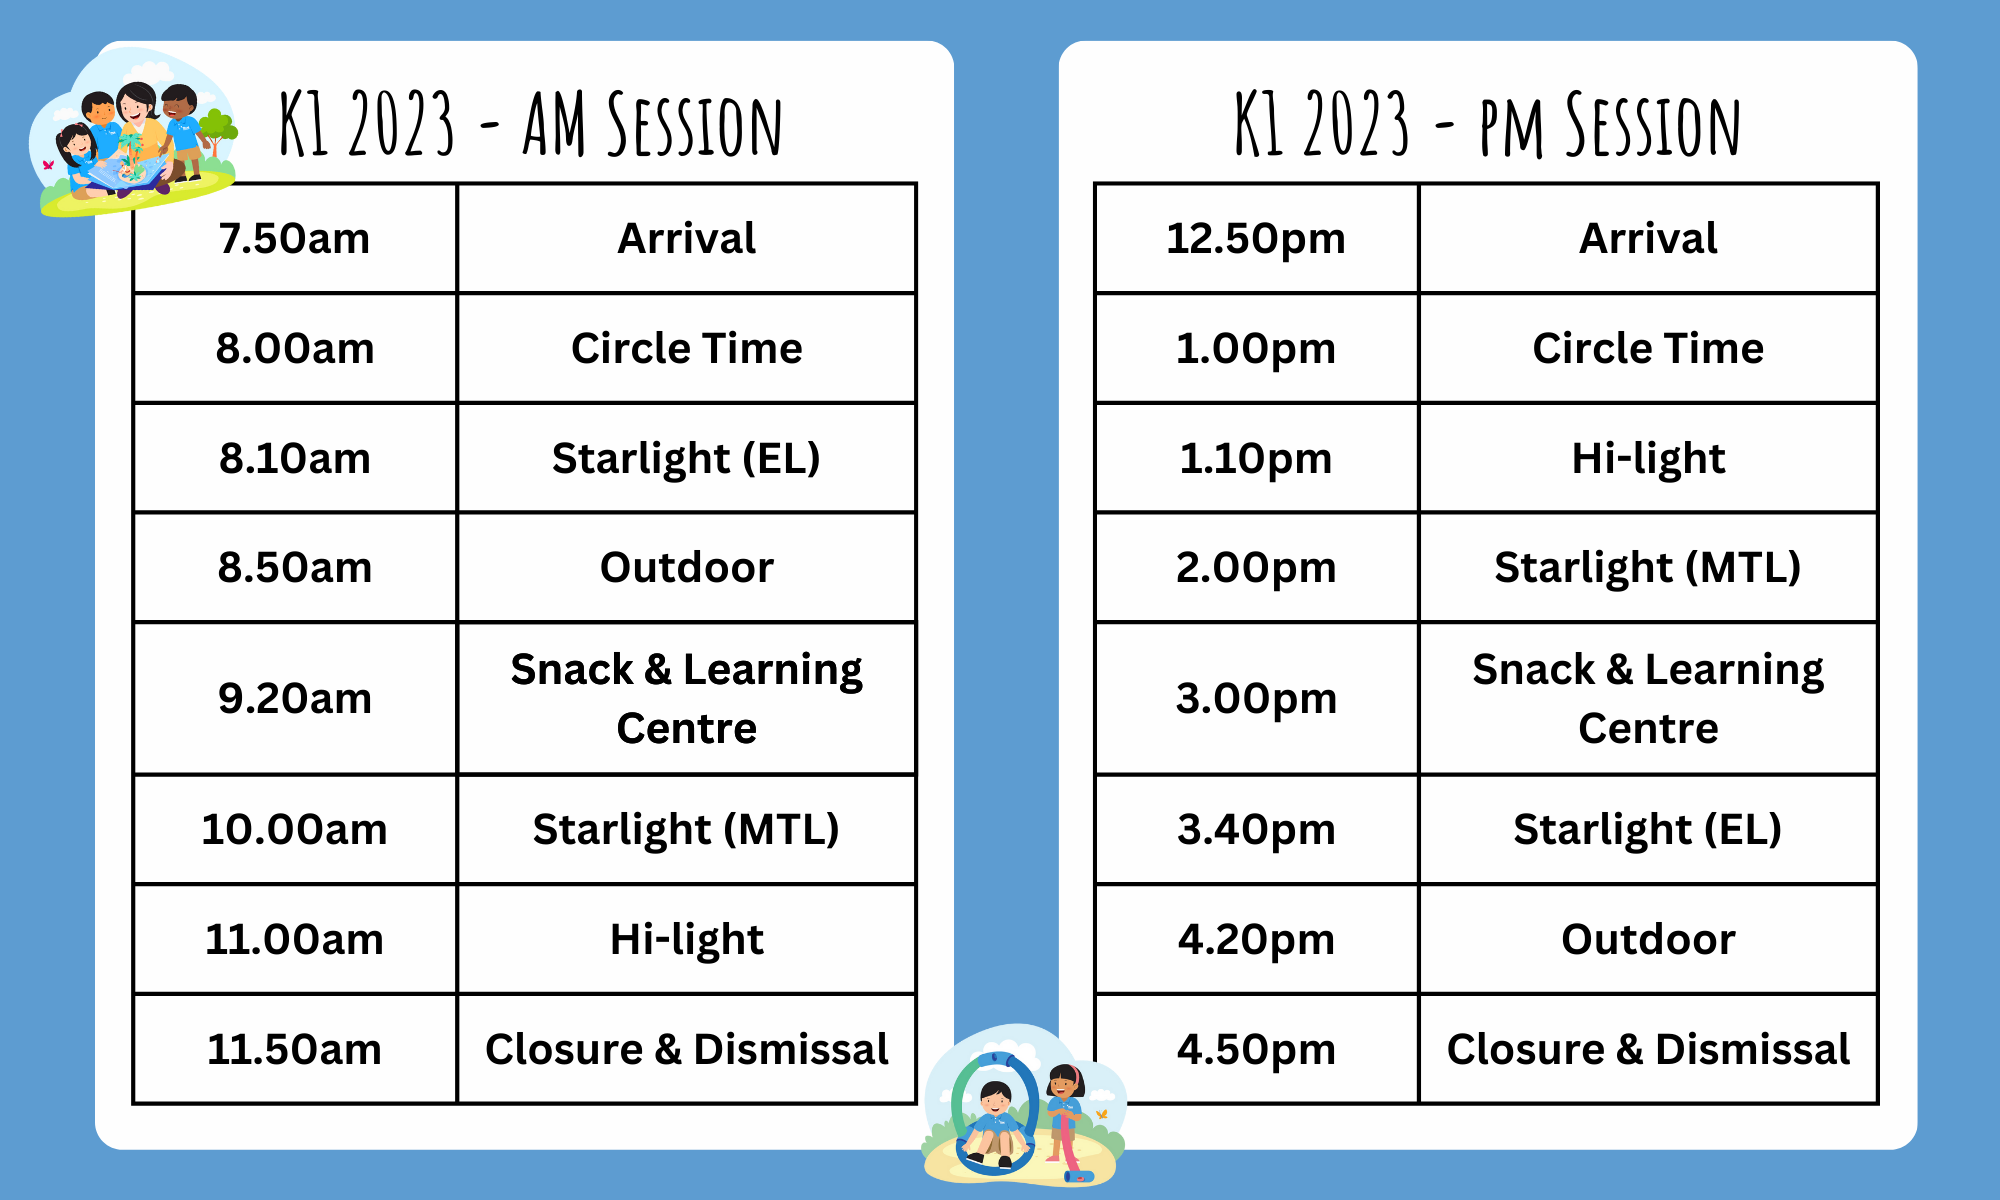 K1 2023 - AM Session
7.50am Arrival
8.00am Circle Time
8.10am Starlight (EL)
8.50am Outdoor
9.20am Snack & Learning
Centre
10.00am Starlight (MTL)
11.00am Hi-light
11.50am Closure & Dismissal
K1 2023 - PM Session
12.50pm Arrival
1.00pm Circle Time
1.10pm Hi-light
2.00pm Starlight (MTL)
3.00pm Snack & Learning
Centre
3.40pm Starlight (EL)
4.20pm Outdoor
4.50pm Closure & Dismissal